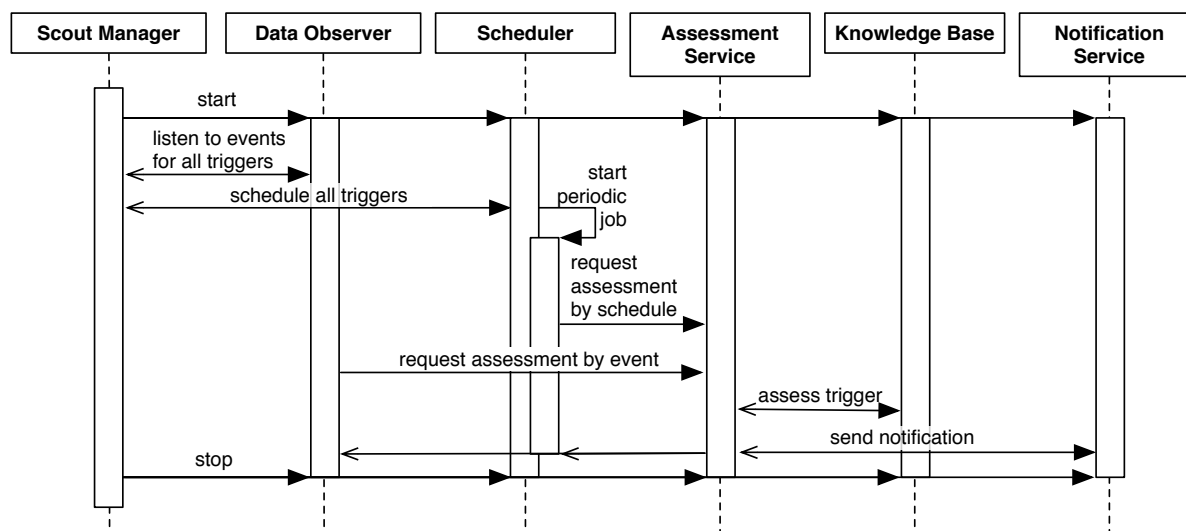 Scout Manager
Data Observer
Scheduler
Assessment
Service
Knowledge Base
Notification
Service
start
listen to events
for all triggers
schedule all triggers
start
periodic
job
request
assessment
by schedule
request assessment by event
assess trigger
send notification
stop